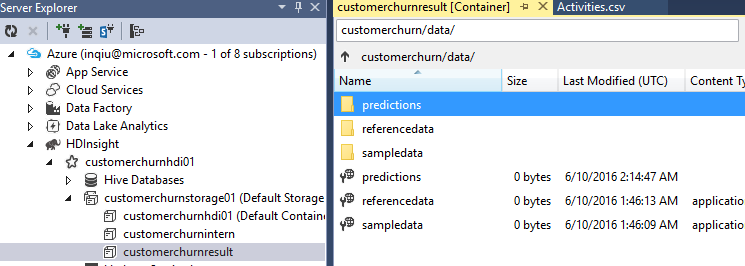 Server Explorer
Azure (inqiu@microsoft.com - 1 of 8 subscriptions)
App Service
Cloud Services
Data Factory
Data Lake Analytics
HDInsight
customerchurnhdi01
Hive Databases
customerchurnstorage01 (Default Storage
customerchurnhdi01 (Default Contain
customerchurnintern
customerchurnresult
customerchurnresult [Container]
Activities.csv
customerchurn/data/
customerchurn/data/
Name Size Last Modified (UTC) Content Ty
predictions
referencedata
sampledata
predictions 0 bytes 6/10/2016 2:14:47 AM
referencedata 0 bytes 6/10/2016 1:46:13 AM applicatio
sampledata 0 bytes 6/10/2016 1:46:09 AM applicatio